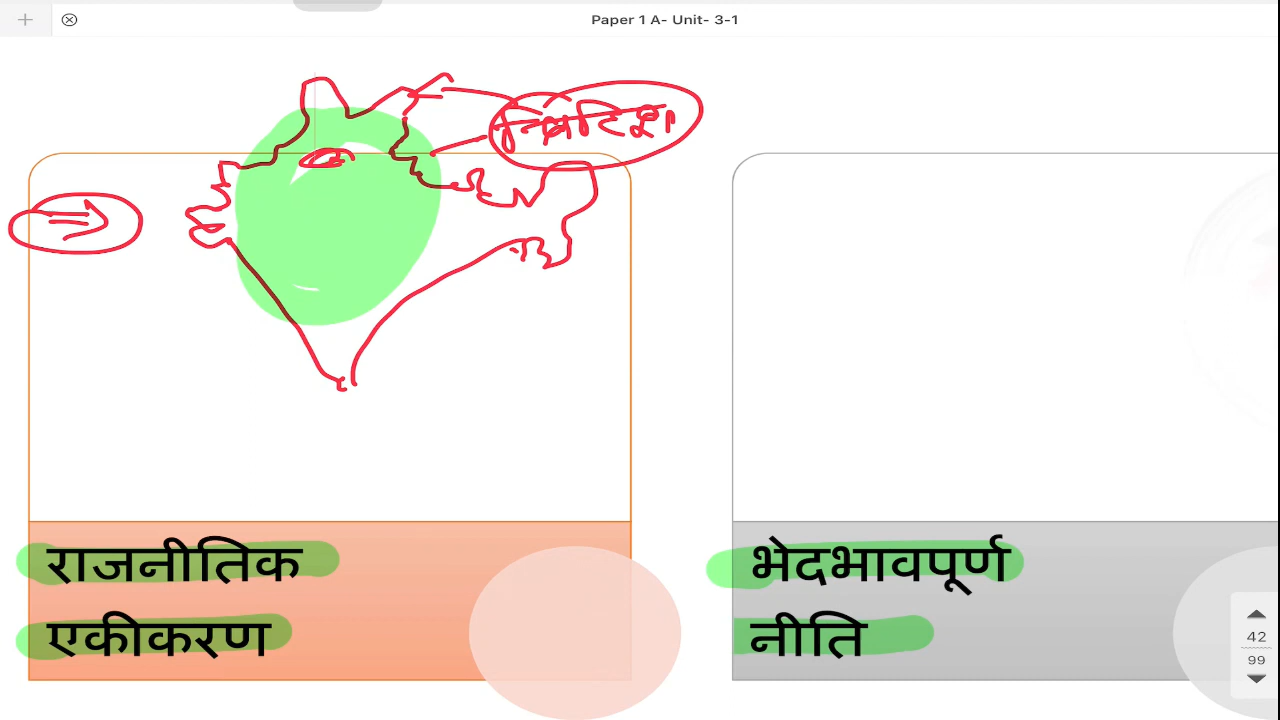 Paper 1 A- Unit- 3-1
ब्रिटिश
राजनीतिक
एकीकरण
भेदभावपूर्ण
नीति
42
99